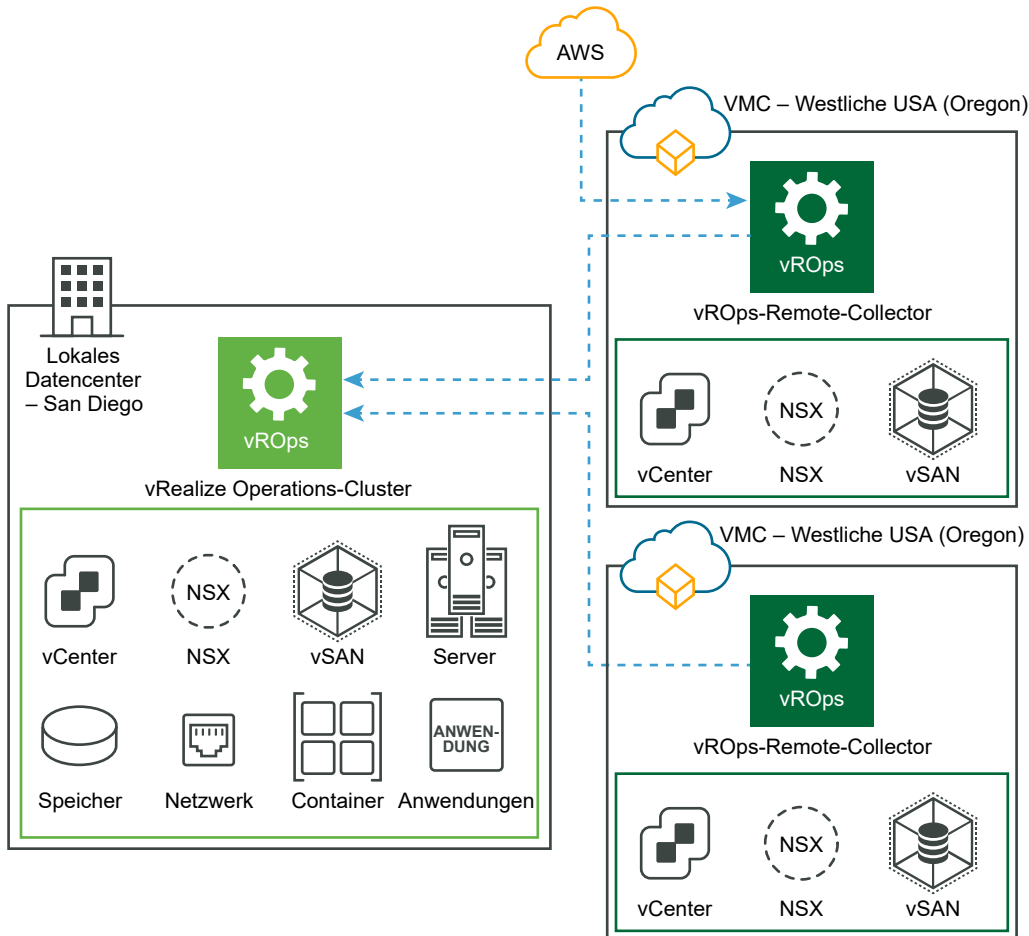 AWS
VMC – Westliche USA (Oregon)
vROps
vROps-Remote-Collector
vCenter
NSX
NSX
vSAN
Lokales
Datencenter
– San Diego
vROps
vRealize Operations-Cluster
NSX
vCenter
NSX
vSAN
Server
ANWEN-
DUNG
Speicher
Netzwerk
Container
Anwendungen
VMC – Westliche USA (Oregon)
vROps
vROps-Remote-Collector
NSX
vCenter
NSX
vSAN